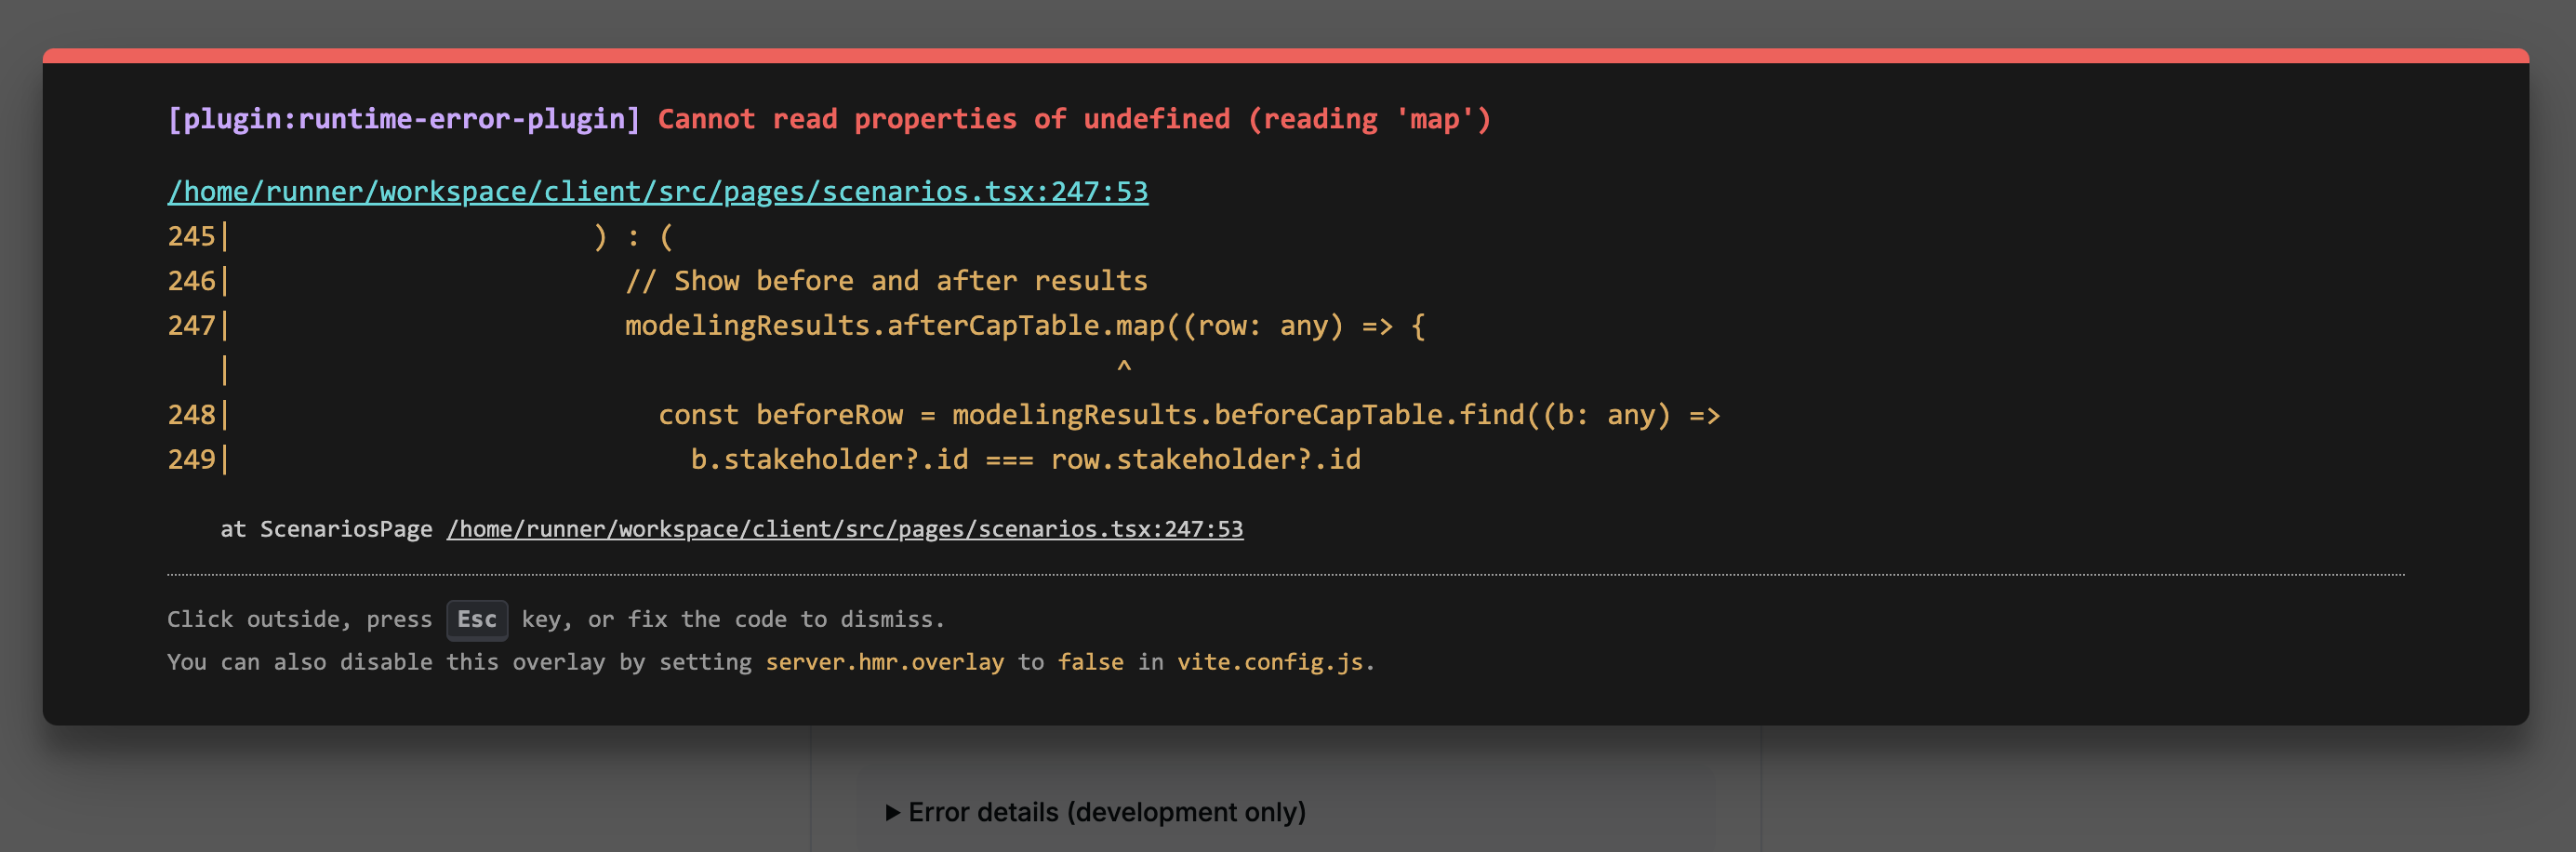 [plugin:runtime-error-plugin] Cannot read properties of undefined (reading 'map')
/home/runner/workspace/client/src/pages/scenarios.tsx:247:53
245|                      ) : (
246|                        // Show before and after results
247|                        modelingResults.afterCapTable.map((row: any) => {
   |                                                      ^
248|                          const beforeRow = modelingResults.beforeCapTable.find((b: any) =>
249|                            b.stakeholder?.id === row.stakeholder?.id
at ScenariosPage /home/runner/workspace/client/src/pages/scenarios.tsx:247:53
Click outside, press Esc key, or fix the code to dismiss.
You can also disable this overlay by setting server.hmr.overlay to false in vite.config.js.
▶ Error details (development only)